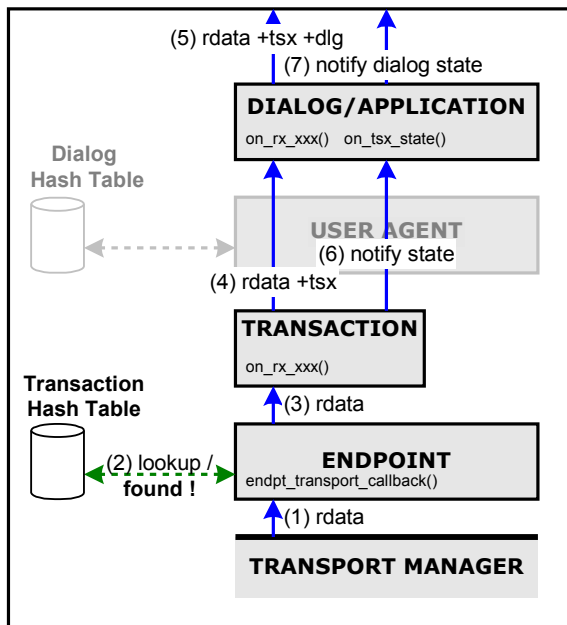 (5) rdata +tsx +dlg
(7) notify dialog state
DIALOG/APPLICATION
on_rx_xxx() on_tsx_state()
Dialog
Hash Table
USER AGENT
(6) notify state
(4) rdata +tsx
TRANSACTION
on_rx_xxx()
Transaction
Hash Table
(3) rdata
(2) lookup /
found !
ENDPOINT
endpt_transport_callback()
(1) rdata
TRANSPORT MANAGER